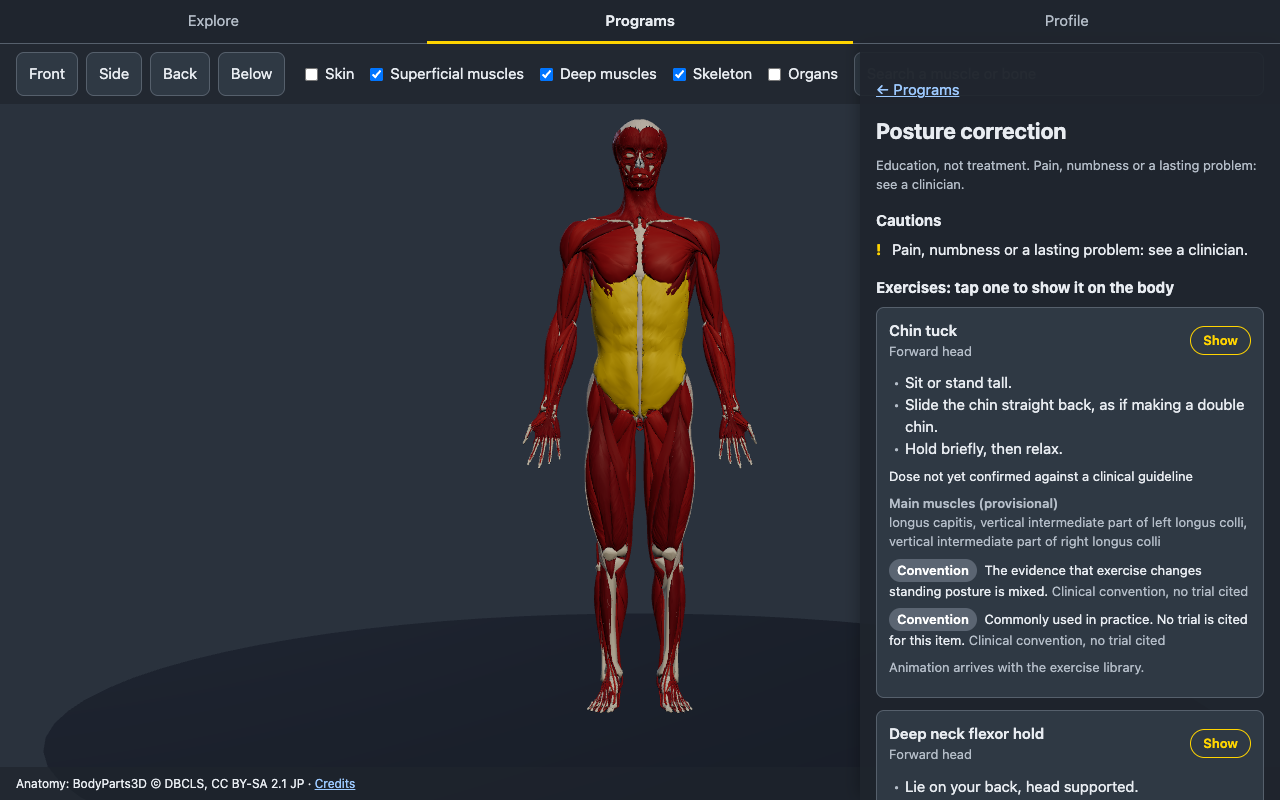 Explore
Programs
Profile
Front
Side
Back
Below
Skin
Superficial muscles
Deep muscles
Skeleton
Organs
← Programs
Posture correction
Education, not treatment. Pain, numbness or a lasting problem:
see a clinician.
Cautions
! Pain, numbness or a lasting problem: see a clinician.
Exercises: tap one to show it on the body
Chin tuck
Show
Forward head
• Sit or stand tall.
• Slide the chin straight back, as if making a double
chin.
• Hold briefly, then relax.
Dose not yet confirmed against a clinical guideline
Main muscles (provisional)
longus capitis, vertical intermediate part of left longus colli,
vertical intermediate part of right longus colli
Convention The evidence that exercise changes
standing posture is mixed. Clinical convention, no trial cited
Convention Commonly used in practice. No trial is cited
for this item. Clinical convention, no trial cited
Animation arrives with the exercise library.
Deep neck flexor hold
Show
Forward head
• Lie on your back, head supported.
Anatomy: BodyParts3D © DBCLS, CC BY-SA 2.1 JP · Credits